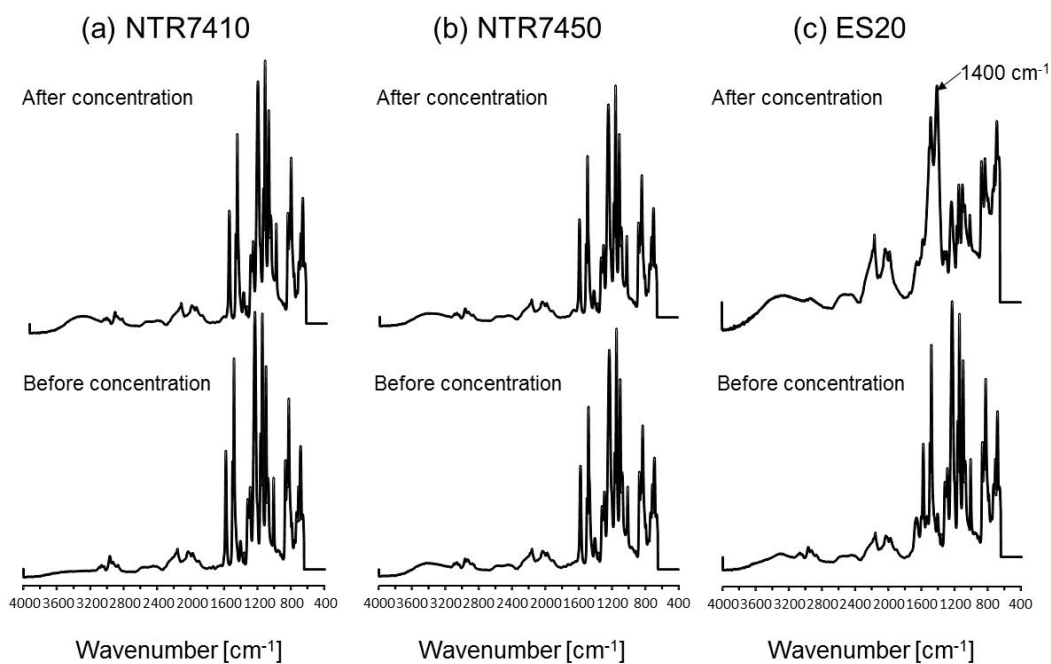 (a) NTR7410
(b) NTR7450
(c) ES20
After concentration
After concentration
After concentration
1400 cm-1
Before concentration
Before concentration
Before concentration
4000 3600 3200 2800 2400 2000 1600 1200 800 400
4000 3600 3200 2800 2400 2000 1600 1200 800 400
4000 3600 3200 2800 2400 2000 1600 1200 800 400
Wavenumber [cm-1]
Wavenumber [cm-1]
Wavenumber [cm-1]